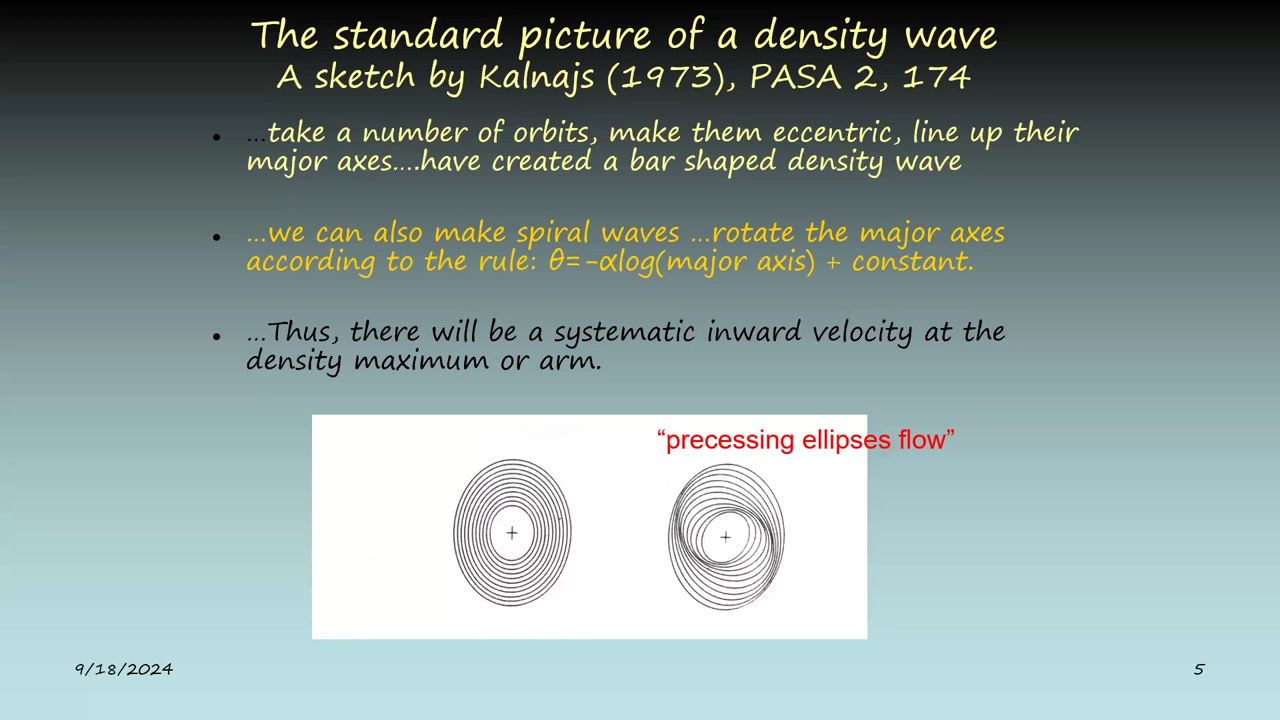 The standard picture of a density wave
A sketch by Kalnajs (1973), PASA 2, 174
• ...take a number of orbits, make them eccentric, line up their
major axes....have created a bar shaped density wave
• ...we can also make spiral waves ...rotate the major axes
according to the rule: θ=-αlog(major axis) + constant.
• ...Thus, there will be a systematic inward velocity at the
density maximum or arm.
“precessing ellipses flow”
9/18/2024
5